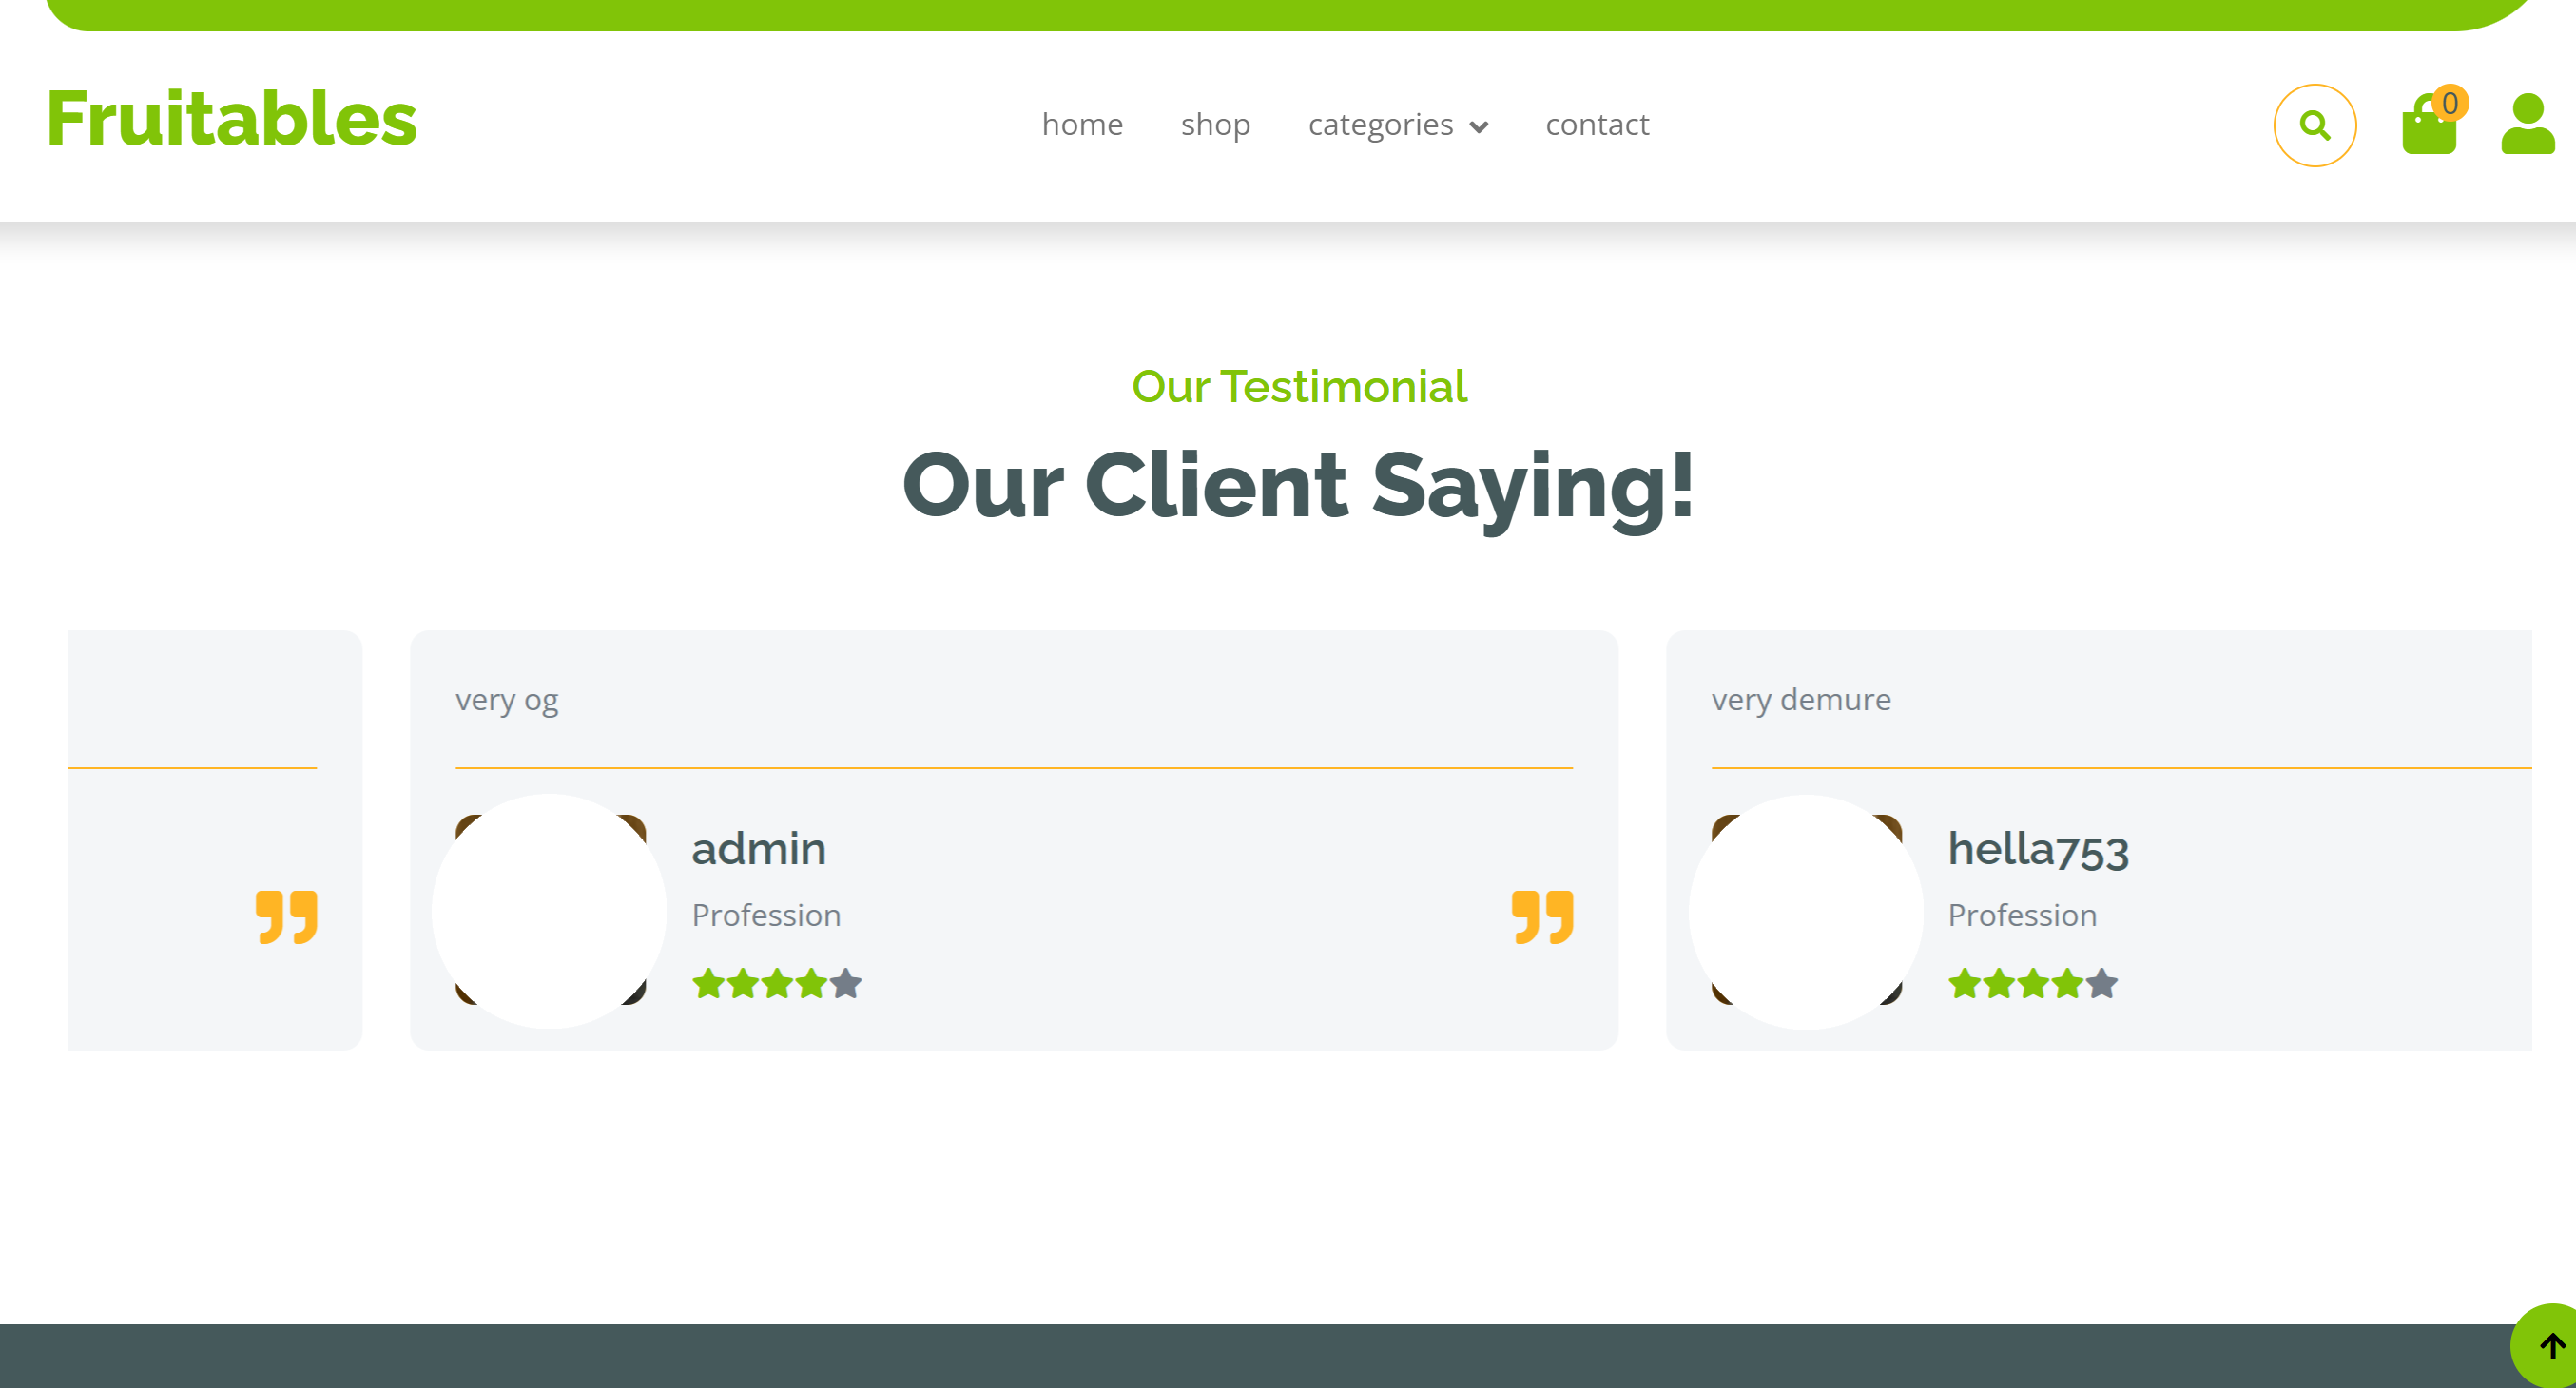 Fruitables
home shop categories contact
0
Our Testimonial
Our Client Saying!
very og
very demure
admin
hella753
Profession
Profession